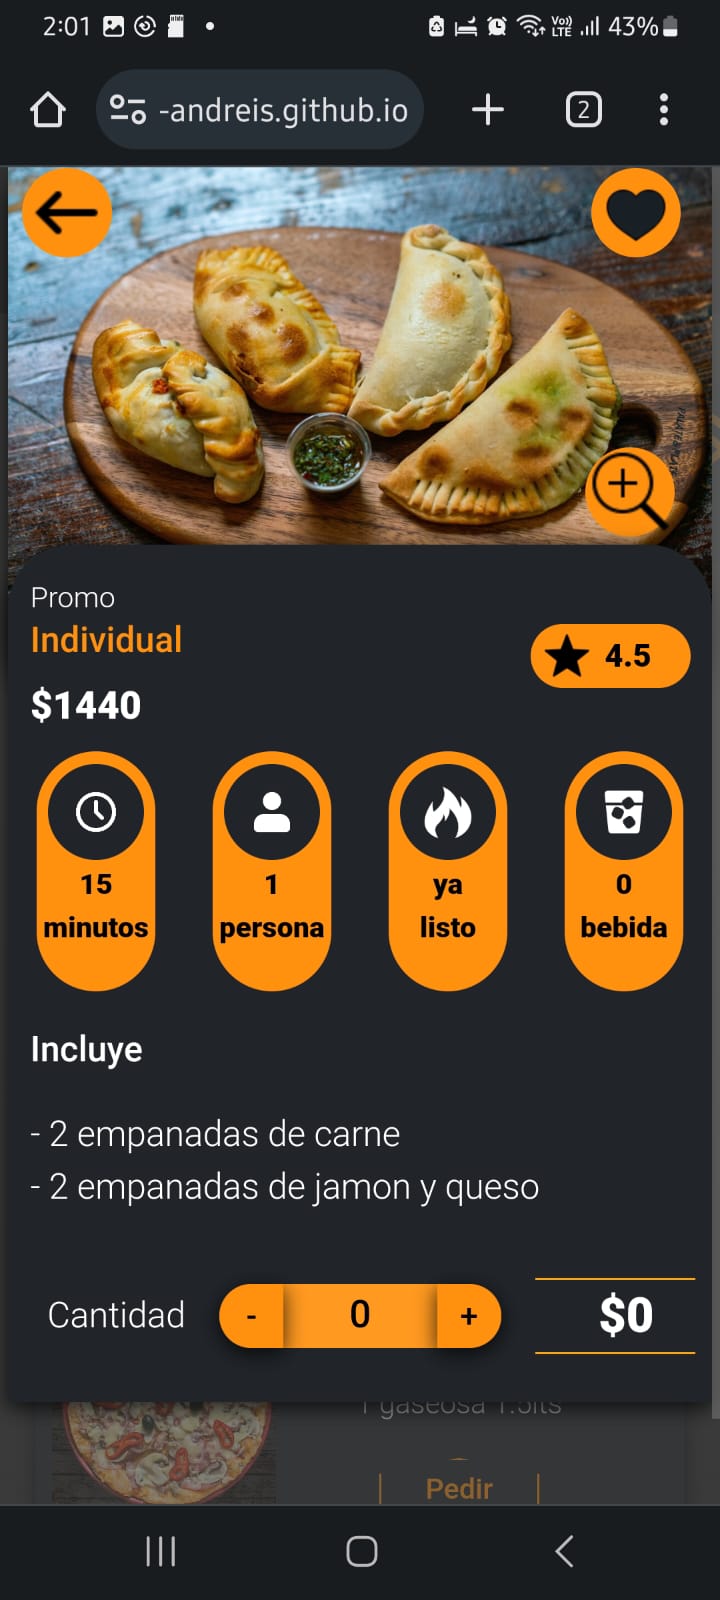 2:01
Vo))
LTE
43%
-andreis.github.io
2
Promo
Individual
4.5
$1440
15
minutos
1
persona
ya
listo
0
bebida
Incluye
- 2 empanadas de carne
- 2 empanadas de jamon y queso
Cantidad
-
0
+
$0
1 gaseosa 1.5lts
Pedir